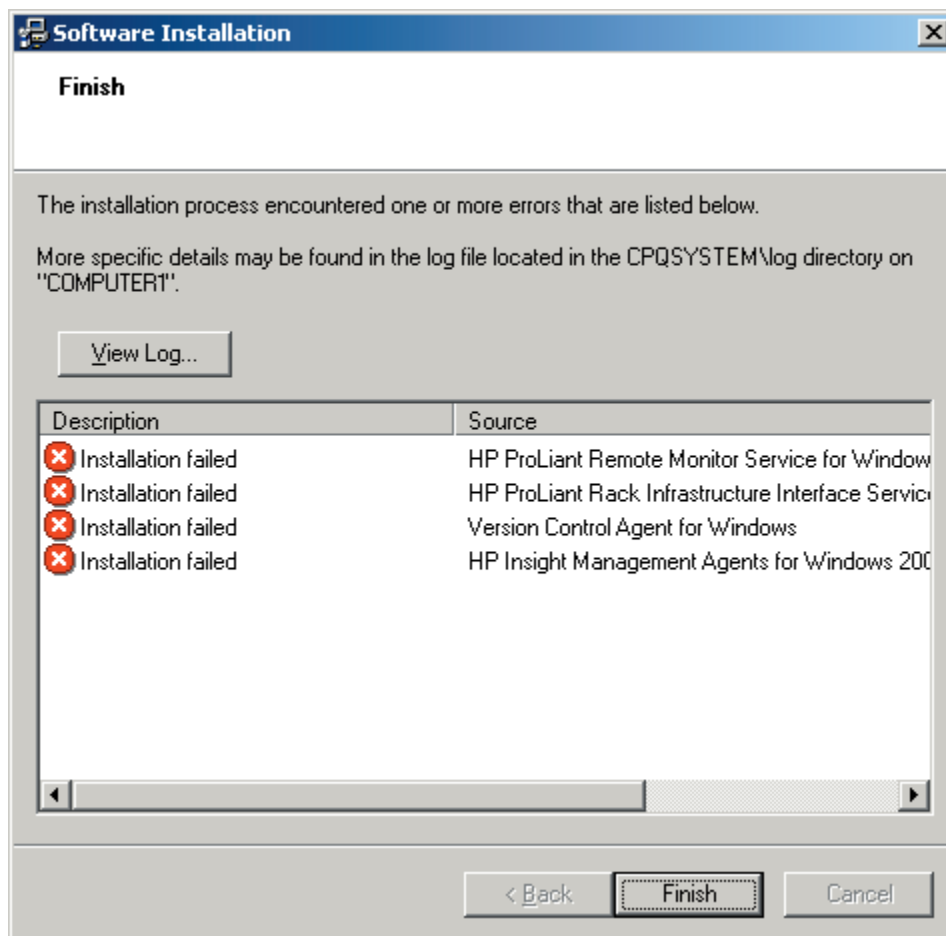 Software Installation
Finish
The installation process encountered one or more errors that are listed below.
More specific details may be found in the log file located in the CPQSYSTEM\log directory on
"COMPUTER1".
View Log...
Description Source
Installation failed HP ProLiant Remote Monitor Service for Window
Installation failed HP ProLiant Rack Infrastructure Interface Servic
Installation failed Version Control Agent for Windows
Installation failed HP Insight Management Agents for Windows 200
< Back Finish Cancel